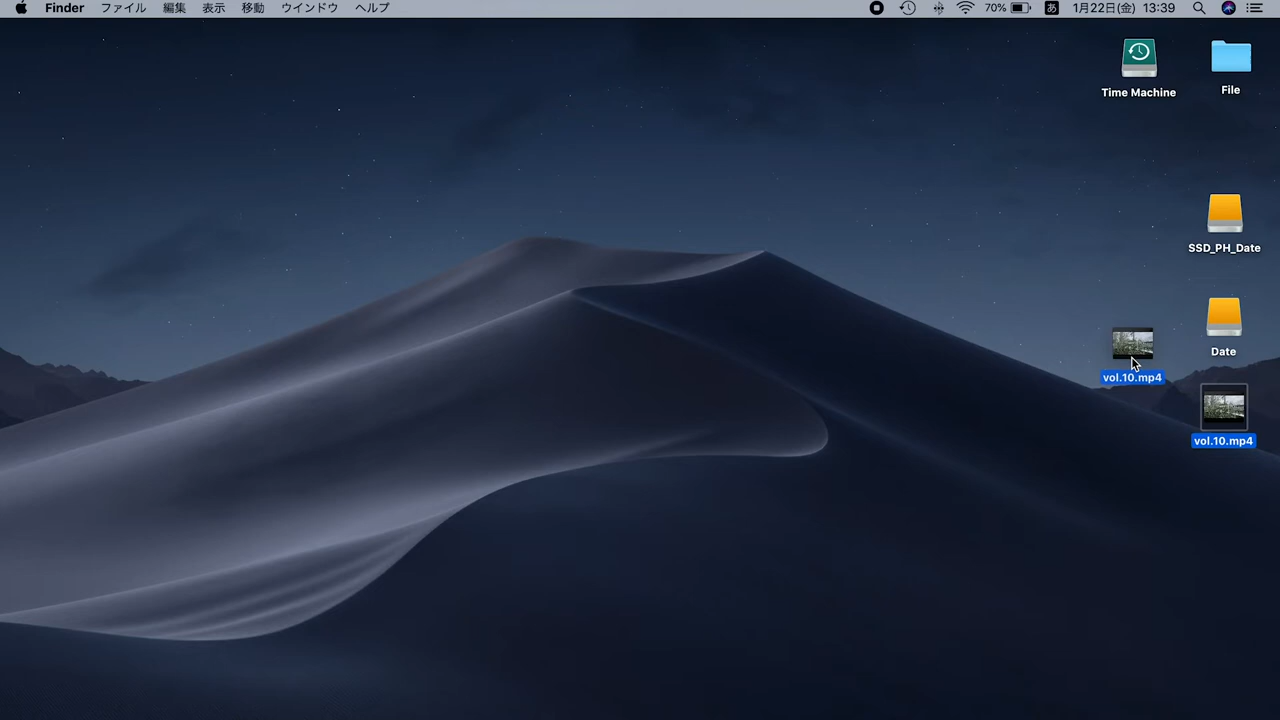 Finder ファイル 編集 表示 移動 ウインドウ ヘルプ 70% あ 1月22日(金) 13:39
Time Machine
File
SSD_PH_Date
Date
vol.10.mp4
vol.10.mp4